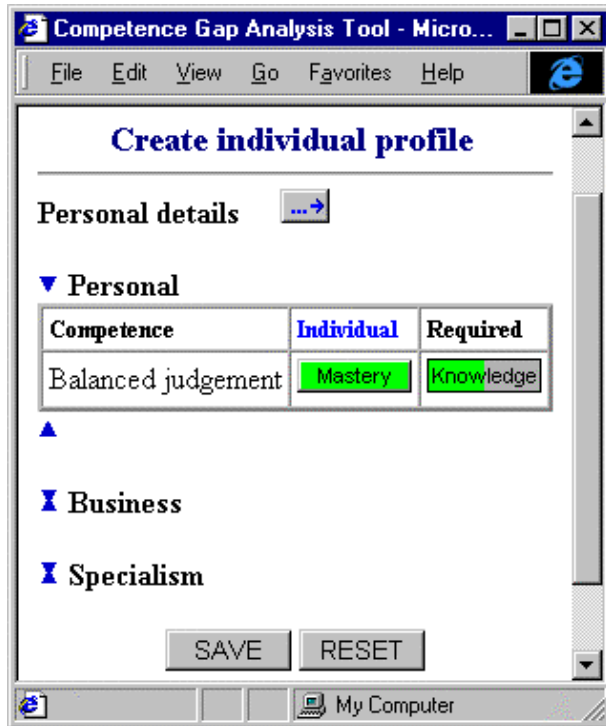 Competence Gap Analysis Tool - Micro...
File Edit View Go Favorites Help
Create individual profile
Personal details ...→
Personal
Competence Individual Required
Balanced judgement Mastery Knowledge
Business
Specialism
SAVE RESET
My Computer